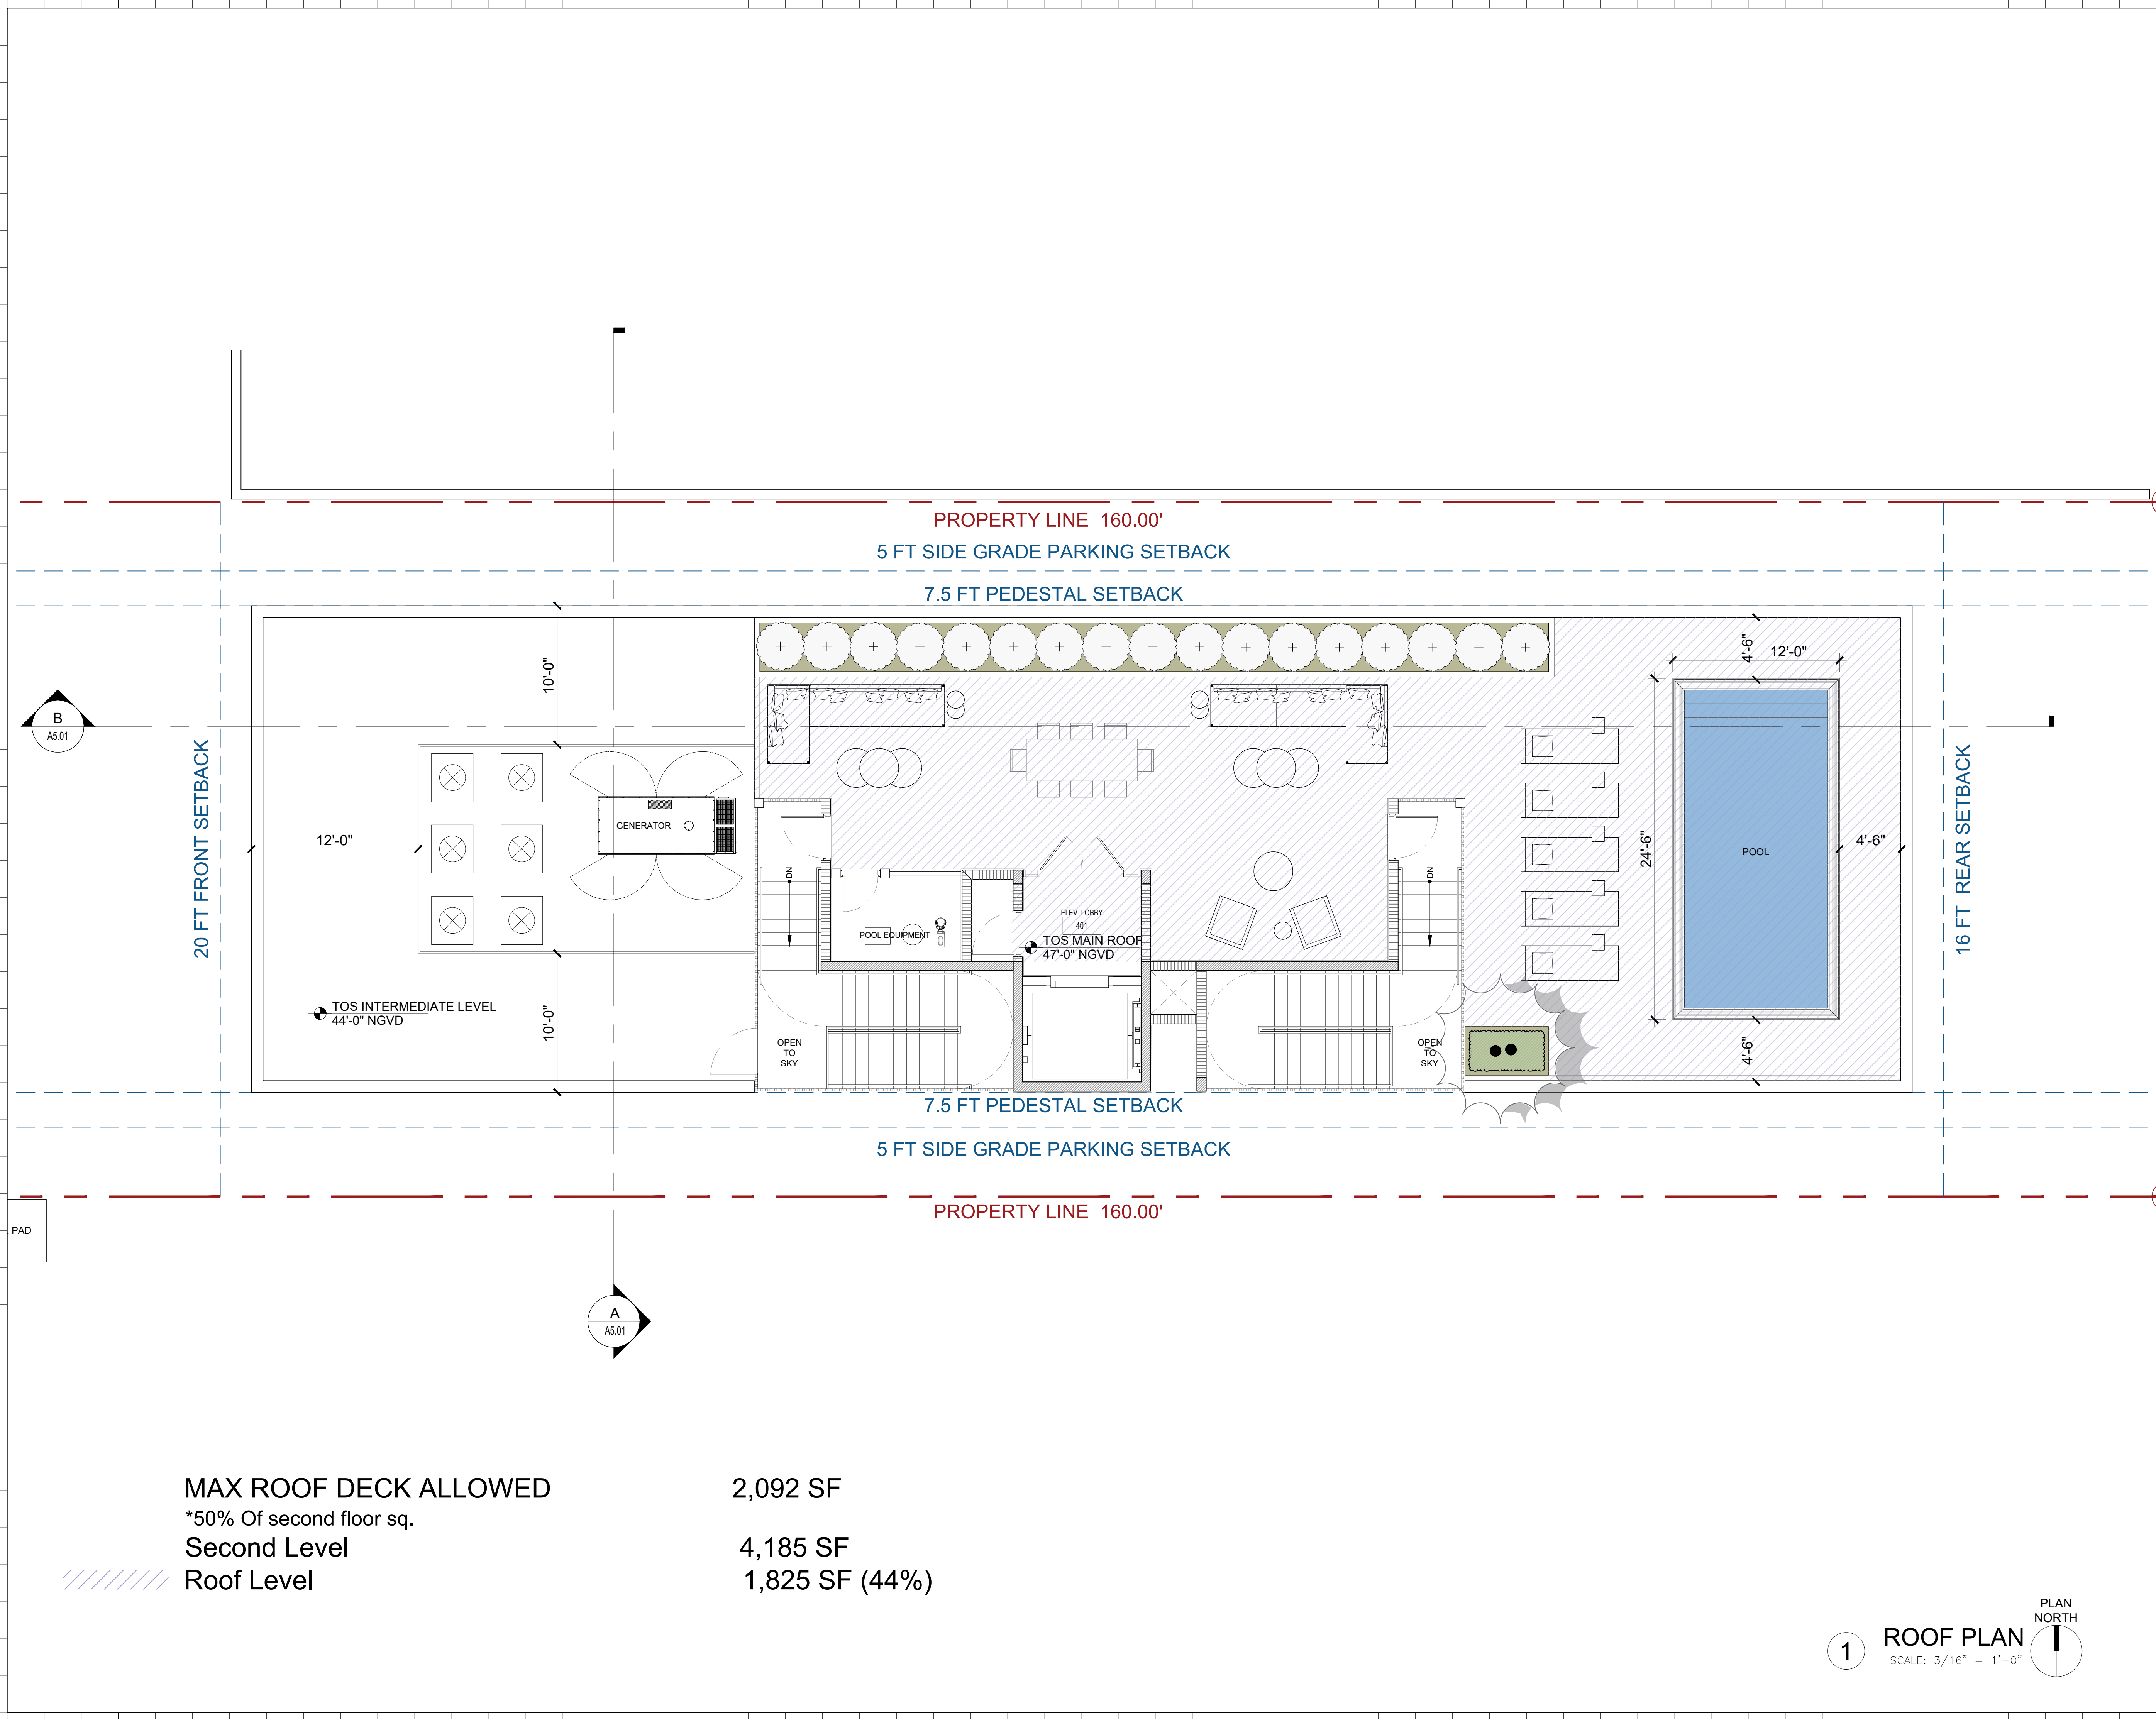 PROPERTY LINE  160.00'
5 FT SIDE GRADE PARKING SETBACK
7.5 FT PEDESTAL SETBACK
20 FT FRONT SETBACK
16 FT  REAR SETBACK
B
A5.01
10'-0"
4'-6"
12'-0"
GENERATOR
12'-0"
24'-6"
POOL
4'-6"
DN
DN
ELEV. LOBBY
401
POOL EQUIPMENT
TOS MAIN ROOF
47'-0" NGVD
TOS INTERMEDIATE LEVEL
44'-0" NGVD
10'-0"
OPEN
TO
SKY
OPEN
TO
SKY
4'-6"
7.5 FT PEDESTAL SETBACK
5 FT SIDE GRADE PARKING SETBACK
PROPERTY LINE  160.00'
PAD
A
A5.01
MAX ROOF DECK ALLOWED 2,092 SF
*50% Of second floor sq.
Second Level 4,185 SF
Roof Level 1,825 SF (44%)
PLAN
NORTH
1 ROOF PLAN
SCALE: 3/16" = 1'-0"